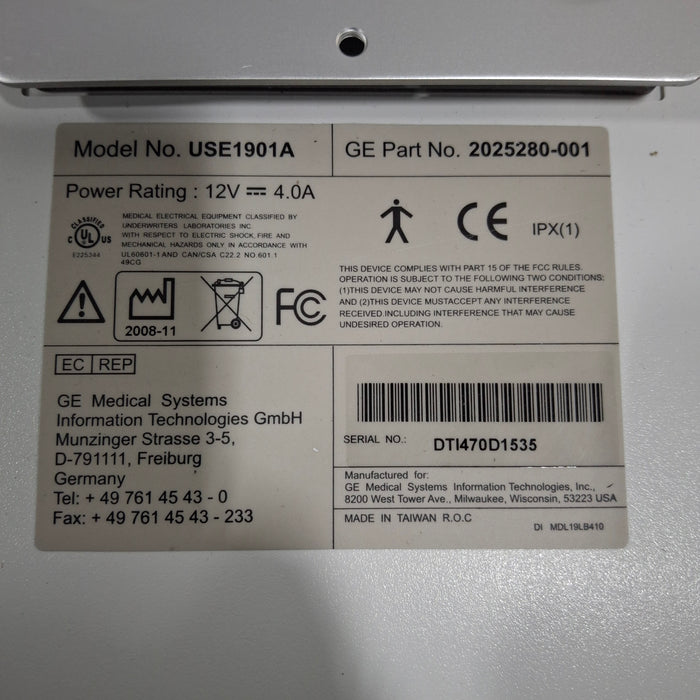 Model No. USE1901A
GE Part No. 2025280-001
Power Rating : 12V 4.0A
CLASSIFIED
C UL US
E225344
MEDICAL ELECTRICAL EQUIPMENT CLASSIFIED BY
UNDERWRITERS LABORATORIES INC.
WITH RESPECT TO ELECTRIC SHOCK, FIRE AND
MECHANICAL HAZARDS ONLY IN ACCORDANCE WITH
UL60601-1 AND CAN/CSA C22.2 NO.601.1
49CG
CE
IPX(1)
2008-11
FC
THIS DEVICE COMPLIES WITH PART 15 OF THE FCC RULES.
OPERATION IS SUBJECT TO THE FOLLOWING TWO CONDITIONS:
(1)THIS DEVICE MAY NOT CAUSE HARMFUL INTERFERENCE
AND (2)THIS DEVICE MUSTACCEPT ANY INTERFERENCE
RECEIVED.INCLUDING INTERFERENCE THAT MAY CAUSE
UNDESIRED OPERATION.
EC REP
GE Medical Systems
Information Technologies GmbH
Munzinger Strasse 3-5,
D-791111, Freiburg
Germany
Tel: + 49 761 45 43 - 0
Fax: + 49 761 45 43 - 233
SERIAL NO.: DTI470D1535
Manufactured for:
GE Medical Systems Information Technologies, Inc.,
8200 West Tower Ave., Milwaukee, Wisconsin, 53223 USA
MADE IN TAIWAN R.O.C
DI MDL19LB410